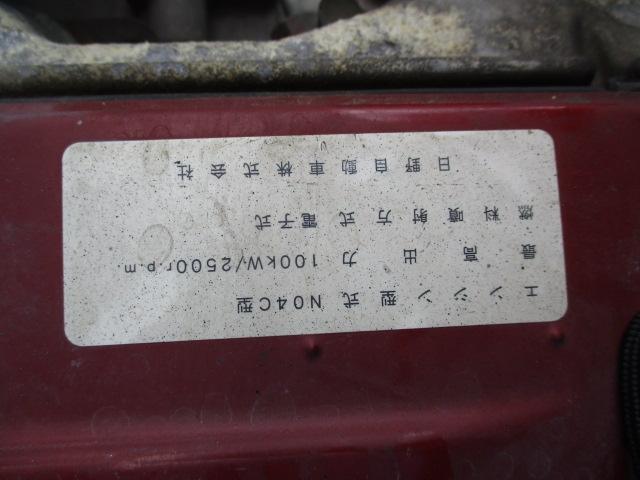 エンジン型式 N04C型
最高出力 100kW/2500r.p.m
燃料噴射方式 電子式
日野自動車株式会社